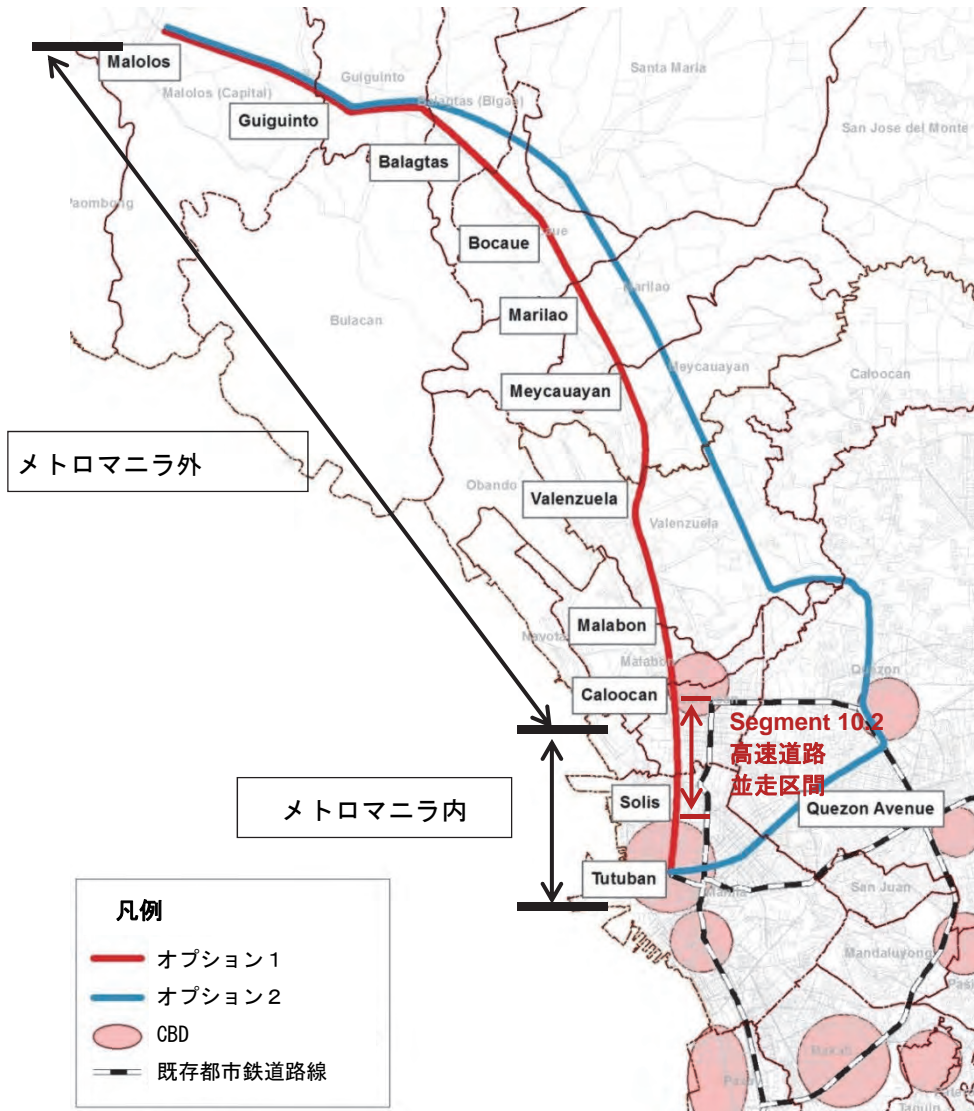 Malolos
Guiguinto
Santa Maria
Malolos (Capital)
Balagtas (Bigaa)
Guiguinto
San Jose del Monte
Balagtas
Bocaue
Marilao
Marilao
Bulacan
Meycauayan
Caloocan
Meycauayan
メトロマニラ外
Obando
Valenzuela
Valenzuela
Malabon
Malabon
Quezon
Caloocan
Segment 10.2
高速道路
並走区間
メトロマニラ内
Solis
Quezon Avenue
Tutuban
San Juan
Mandaluyong
凡例
オプション１
オプション２
CBD
既存都市鉄道路線
Makati